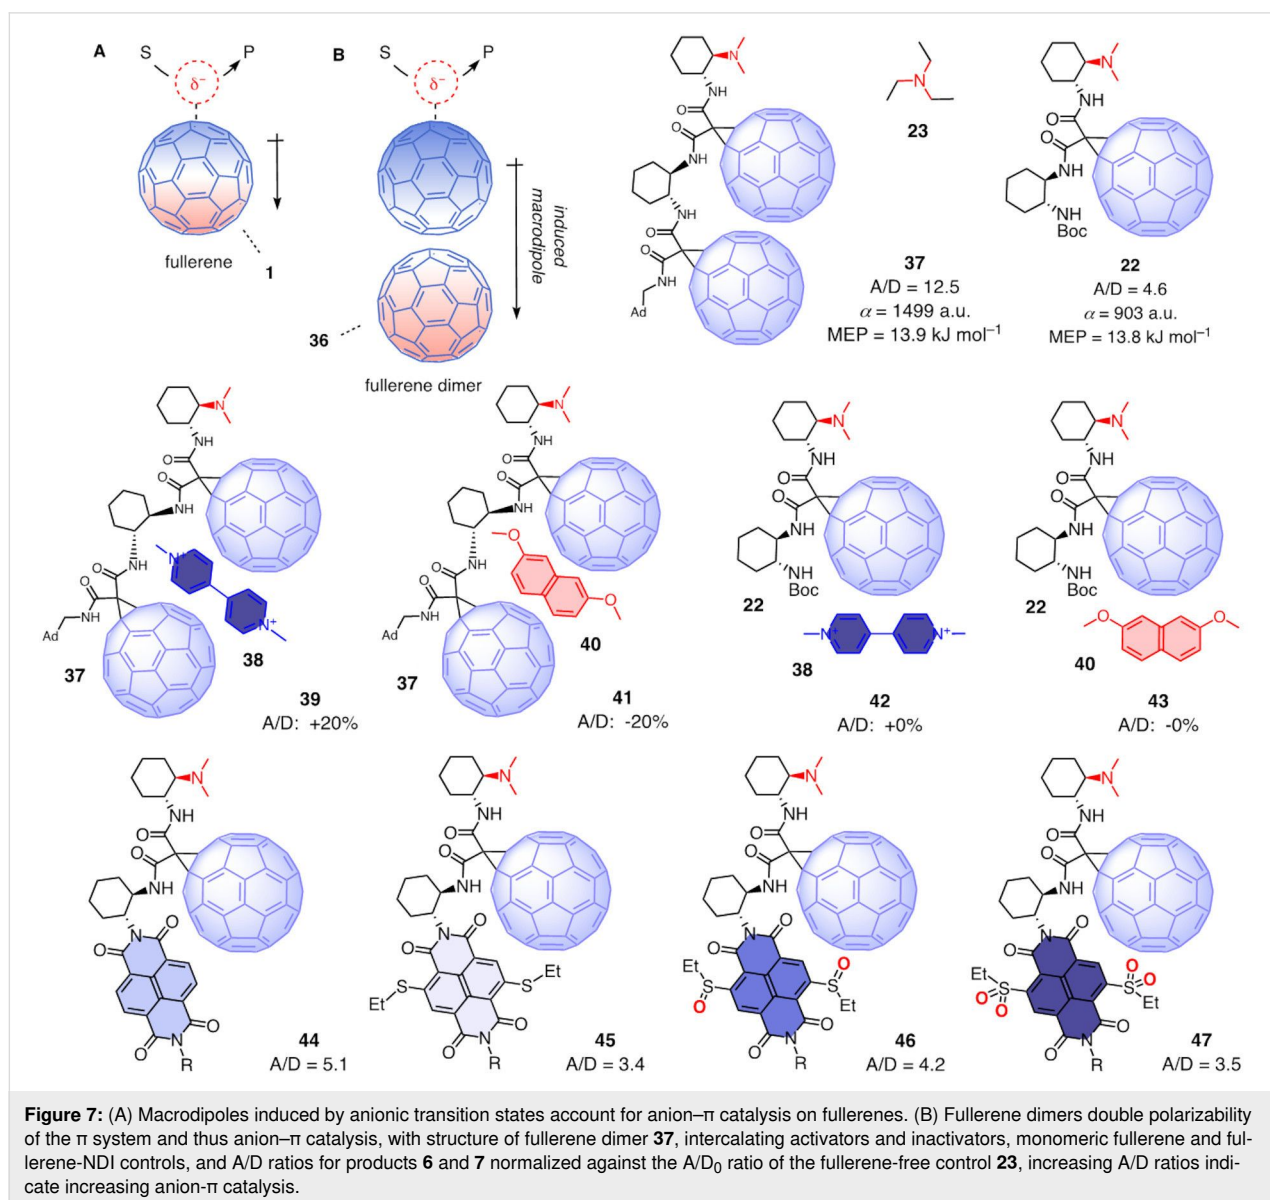 A
S
P
δ⁻
fullerene
1
B
S
P
δ⁻
induced
macrodipole
36
fullerene dimer
N
NH
O
O
NH
NH
O
O
NH
Ad
37
A/D = 12.5
α = 1499 a.u.
MEP = 13.9 kJ mol⁻¹
N
23
N
NH
O
O
NH
NH
Boc
22
A/D = 4.6
α = 903 a.u.
MEP = 13.8 kJ mol⁻¹
N
NH
O
O
NH
NH
O
O
NH
Ad
N⁺
N⁺
37
38
39
A/D: +20%
N
NH
O
O
NH
NH
O
O
NH
Ad
O
O
37
40
41
A/D: -20%
N
NH
O
O
NH
NH
Boc
22
N⁺
N⁺
38
42
A/D: +0%
N
NH
O
O
NH
NH
Boc
22
O
O
40
43
A/D: -0%
N
NH
O
O
NH
O
N
O
O
N
O
R
44
A/D = 5.1
N
NH
O
O
NH
O
N
O
S
Et
Et
S
O
N
O
R
45
A/D = 3.4
N
NH
O
O
NH
O
N
O
Et
S
O
O
S
Et
O
N
O
R
46
A/D = 4.2
N
NH
O
O
NH
O
N
O
Et
S
O
O
O
O
S
Et
O
N
O
R
47
A/D = 3.5
Figure 7: (A) Macrodipoles induced by anionic transition states account for anion–π catalysis on fullerenes. (B) Fullerene dimers double polarizability
of the π system and thus anion–π catalysis, with structure of fullerene dimer 37, intercalating activators and inactivators, monomeric fullerene and ful-
lerene-NDI controls, and A/D ratios for products 6 and 7 normalized against the A/D₀ ratio of the fullerene-free control 23, increasing A/D ratios indi-
cate increasing anion-π catalysis.